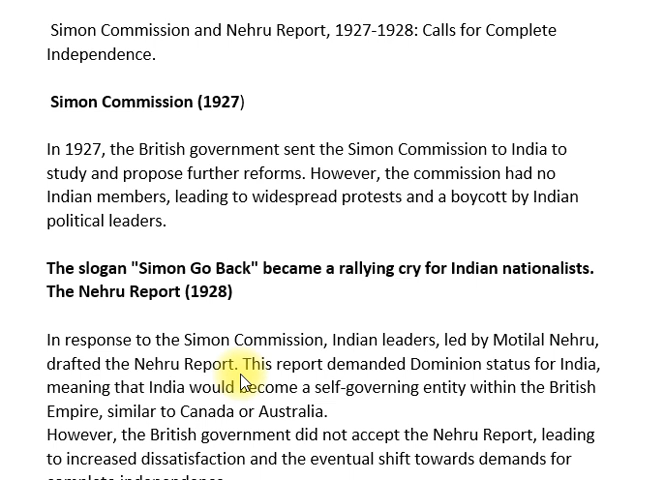 Simon Commission and Nehru Report, 1927-1928: Calls for Complete
Independence.
Simon Commission (1927)
In 1927, the British government sent the Simon Commission to India to
study and propose further reforms. However, the commission had no
Indian members, leading to widespread protests and a boycott by Indian
political leaders.
The slogan "Simon Go Back" became a rallying cry for Indian nationalists.
The Nehru Report (1928)
In response to the Simon Commission, Indian leaders, led by Motilal Nehru,
drafted the Nehru Report. This report demanded Dominion status for India,
meaning that India would become a self-governing entity within the British
Empire, similar to Canada or Australia.
However, the British government did not accept the Nehru Report, leading
to increased dissatisfaction and the eventual shift towards demands for
complete independence.